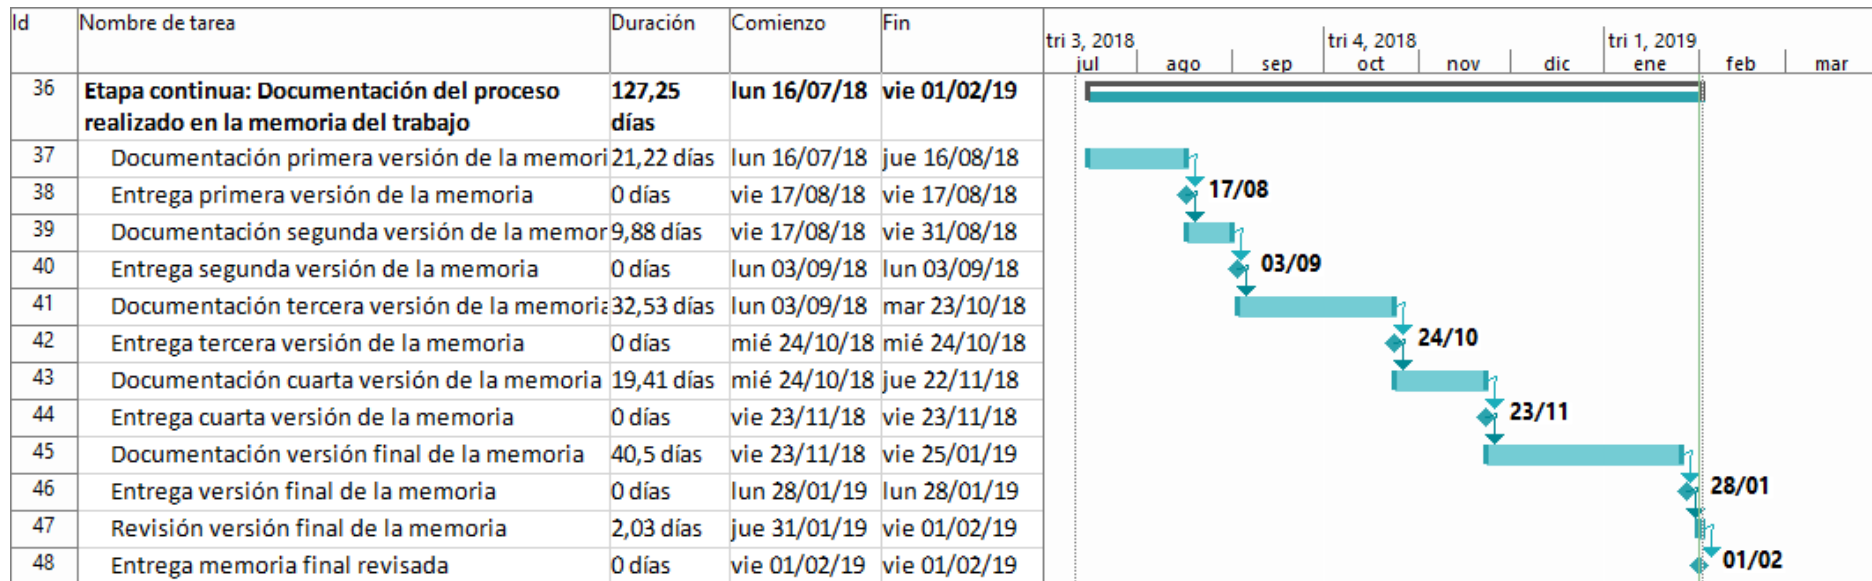 Id Nombre de tarea Duración Comienzo Fin
tri 3, 2018 tri 4, 2018 tri 1, 2019
jul ago sep oct nov dic ene feb mar
36 Etapa continua: Documentación del proceso 127,25 lun 16/07/18 vie 01/02/19
realizado en la memoria del trabajo días
37 Documentación primera versión de la memori 21,22 días lun 16/07/18 jue 16/08/18
38 Entrega primera versión de la memoria 0 días vie 17/08/18 vie 17/08/18 17/08
39 Documentación segunda versión de la memor 9,88 días vie 17/08/18 vie 31/08/18
40 Entrega segunda versión de la memoria 0 días lun 03/09/18 lun 03/09/18 03/09
41 Documentación tercera versión de la memoria 32,53 días lun 03/09/18 mar 23/10/18
42 Entrega tercera versión de la memoria 0 días mié 24/10/18 mié 24/10/18 24/10
43 Documentación cuarta versión de la memoria 19,41 días mié 24/10/18 jue 22/11/18
44 Entrega cuarta versión de la memoria 0 días vie 23/11/18 vie 23/11/18 23/11
45 Documentación versión final de la memoria 40,5 días vie 23/11/18 vie 25/01/19
46 Entrega versión final de la memoria 0 días lun 28/01/19 lun 28/01/19 28/01
47 Revisión versión final de la memoria 2,03 días jue 31/01/19 vie 01/02/19
48 Entrega memoria final revisada 0 días vie 01/02/19 vie 01/02/19 01/02